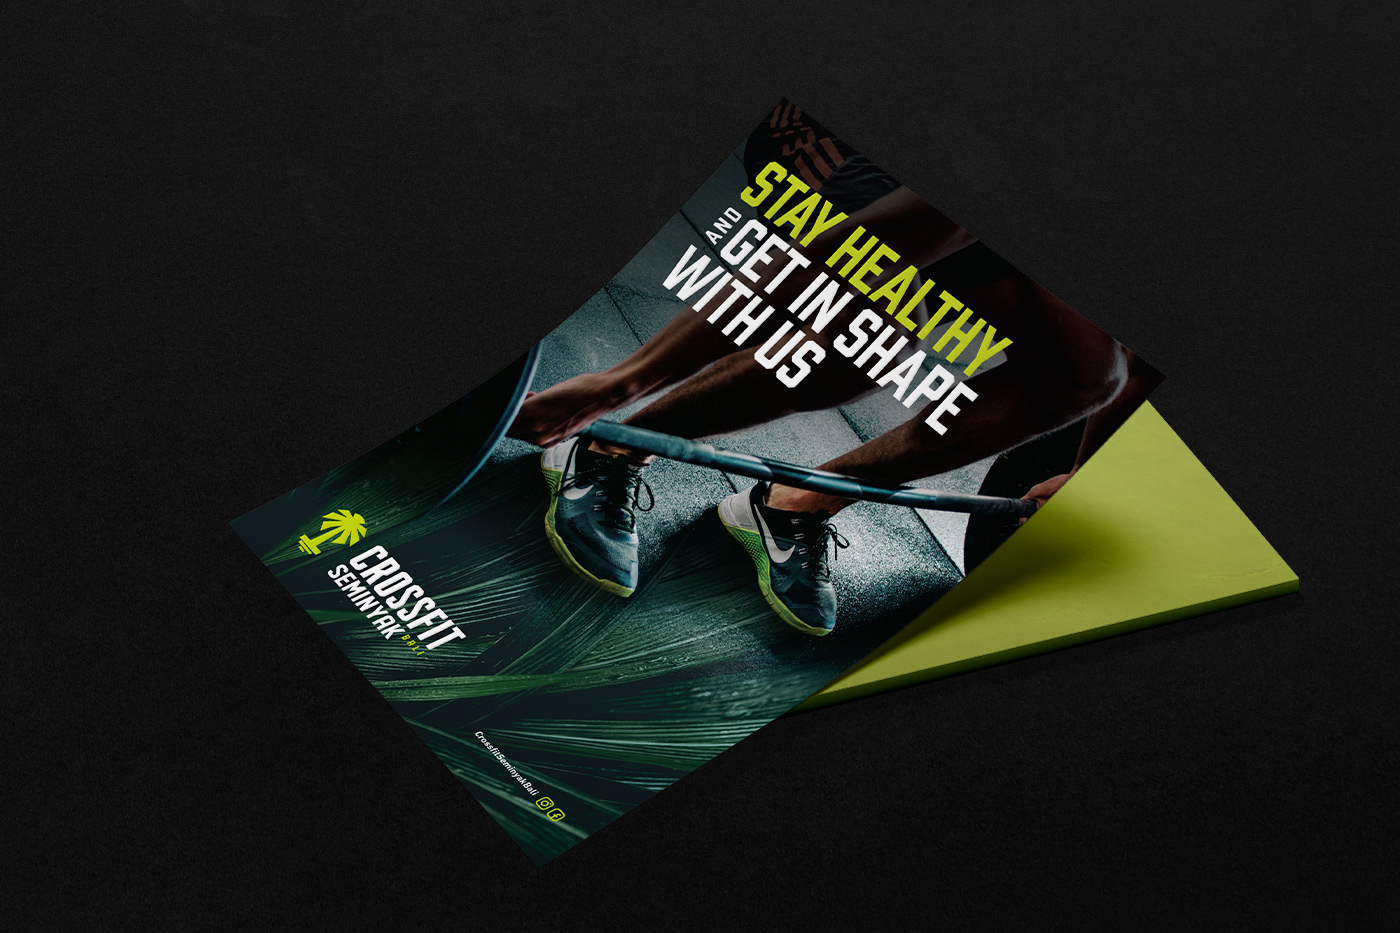 STAY HEALTHY
AND GET IN SHAPE
WITH US
CROSSFIT
SEMINYAK BALI
CrossfitSeminyakBali